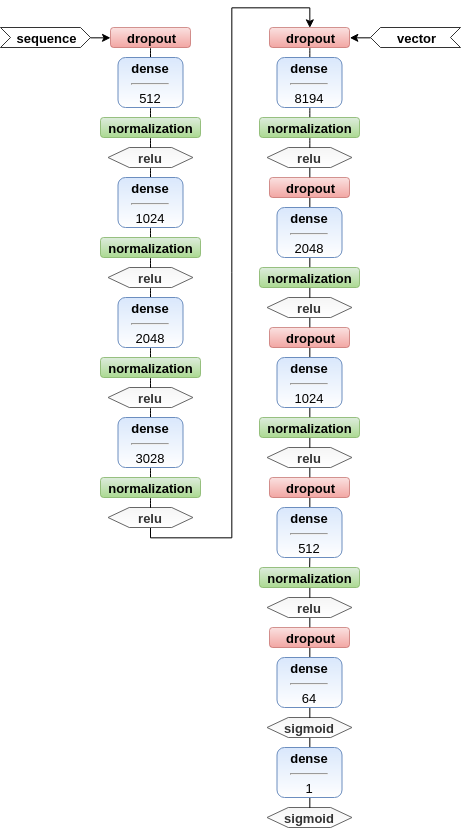 sequence
dropout
dense
512
normalization
relu
dense
1024
normalization
relu
dense
2048
normalization
relu
dense
3028
normalization
relu
dropout
vector
dense
8194
normalization
relu
dropout
dense
2048
normalization
relu
dropout
dense
1024
normalization
relu
dropout
dense
512
normalization
relu
dropout
dense
64
sigmoid
dense
1
sigmoid